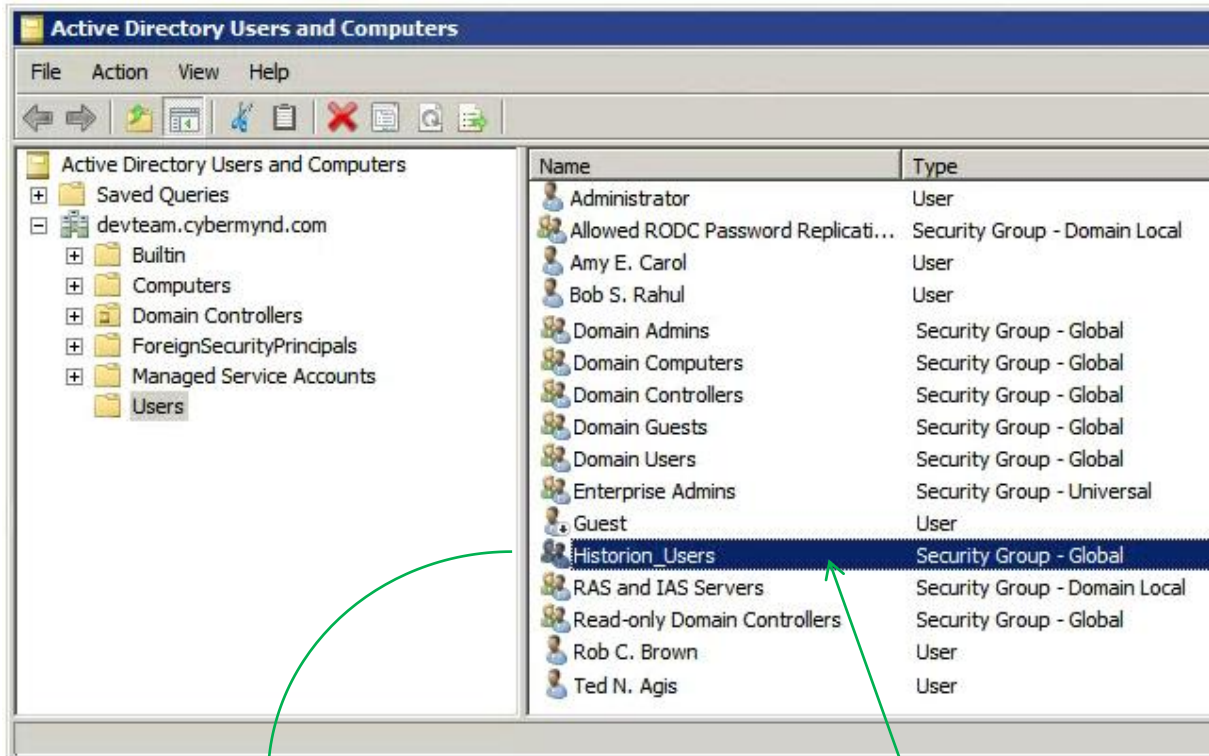 Active Directory Users and Computers
File Action View Help
Active Directory Users and Computers
Saved Queries
devteam.cybermynd.com
Builtin
Computers
Domain Controllers
ForeignSecurityPrincipals
Managed Service Accounts
Users
Name Type
Administrator User
Allowed RODC Password Replicati... Security Group - Domain Local
Amy E. Carol User
Bob S. Rahul User
Domain Admins Security Group - Global
Domain Computers Security Group - Global
Domain Controllers Security Group - Global
Domain Guests Security Group - Global
Domain Users Security Group - Global
Enterprise Admins Security Group - Universal
Guest User
Historion_Users Security Group - Global
RAS and IAS Servers Security Group - Domain Local
Read-only Domain Controllers Security Group - Global
Rob C. Brown User
Ted N. Agis User